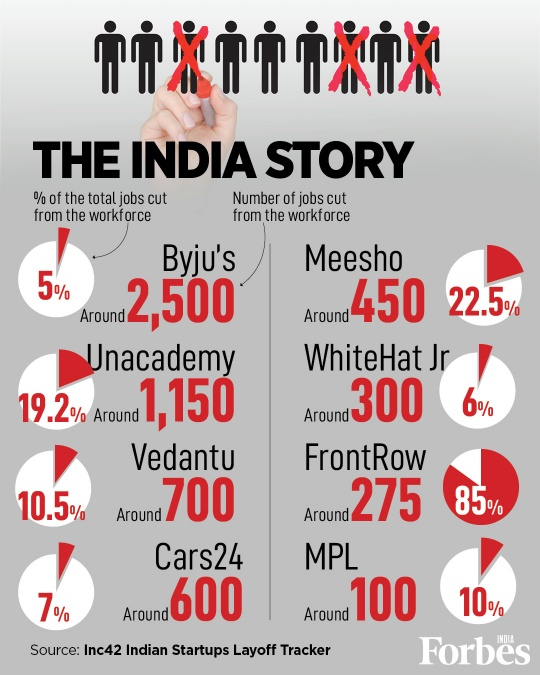 THE INDIA STORY
% of the total jobs cut
from the workforce
Number of jobs cut
from the workforce
5%
Byju's
Around 2,500
19.2%
Unacademy
Around 1,150
10.5%
Vedantu
Around 700
7%
Cars24
Around 600
Meesho
Around 450
22.5%
WhiteHat Jr
Around 300
6%
FrontRow
Around 275
85%
MPL
Around 100
10%
Source: Inc42 Indian Startups Layoff Tracker
Forbes
INDIA